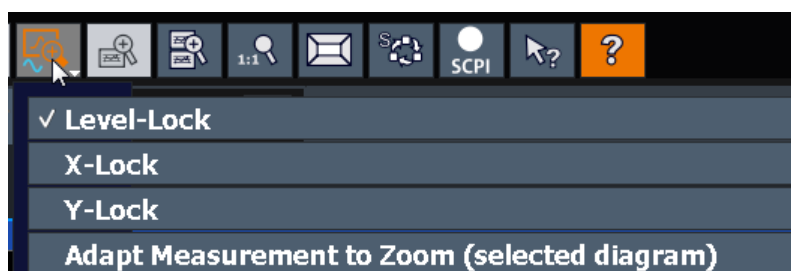 1:1
S
SCPI
?
?
✓ Level-Lock
X-Lock
Y-Lock
Adapt Measurement to Zoom (selected diagram)